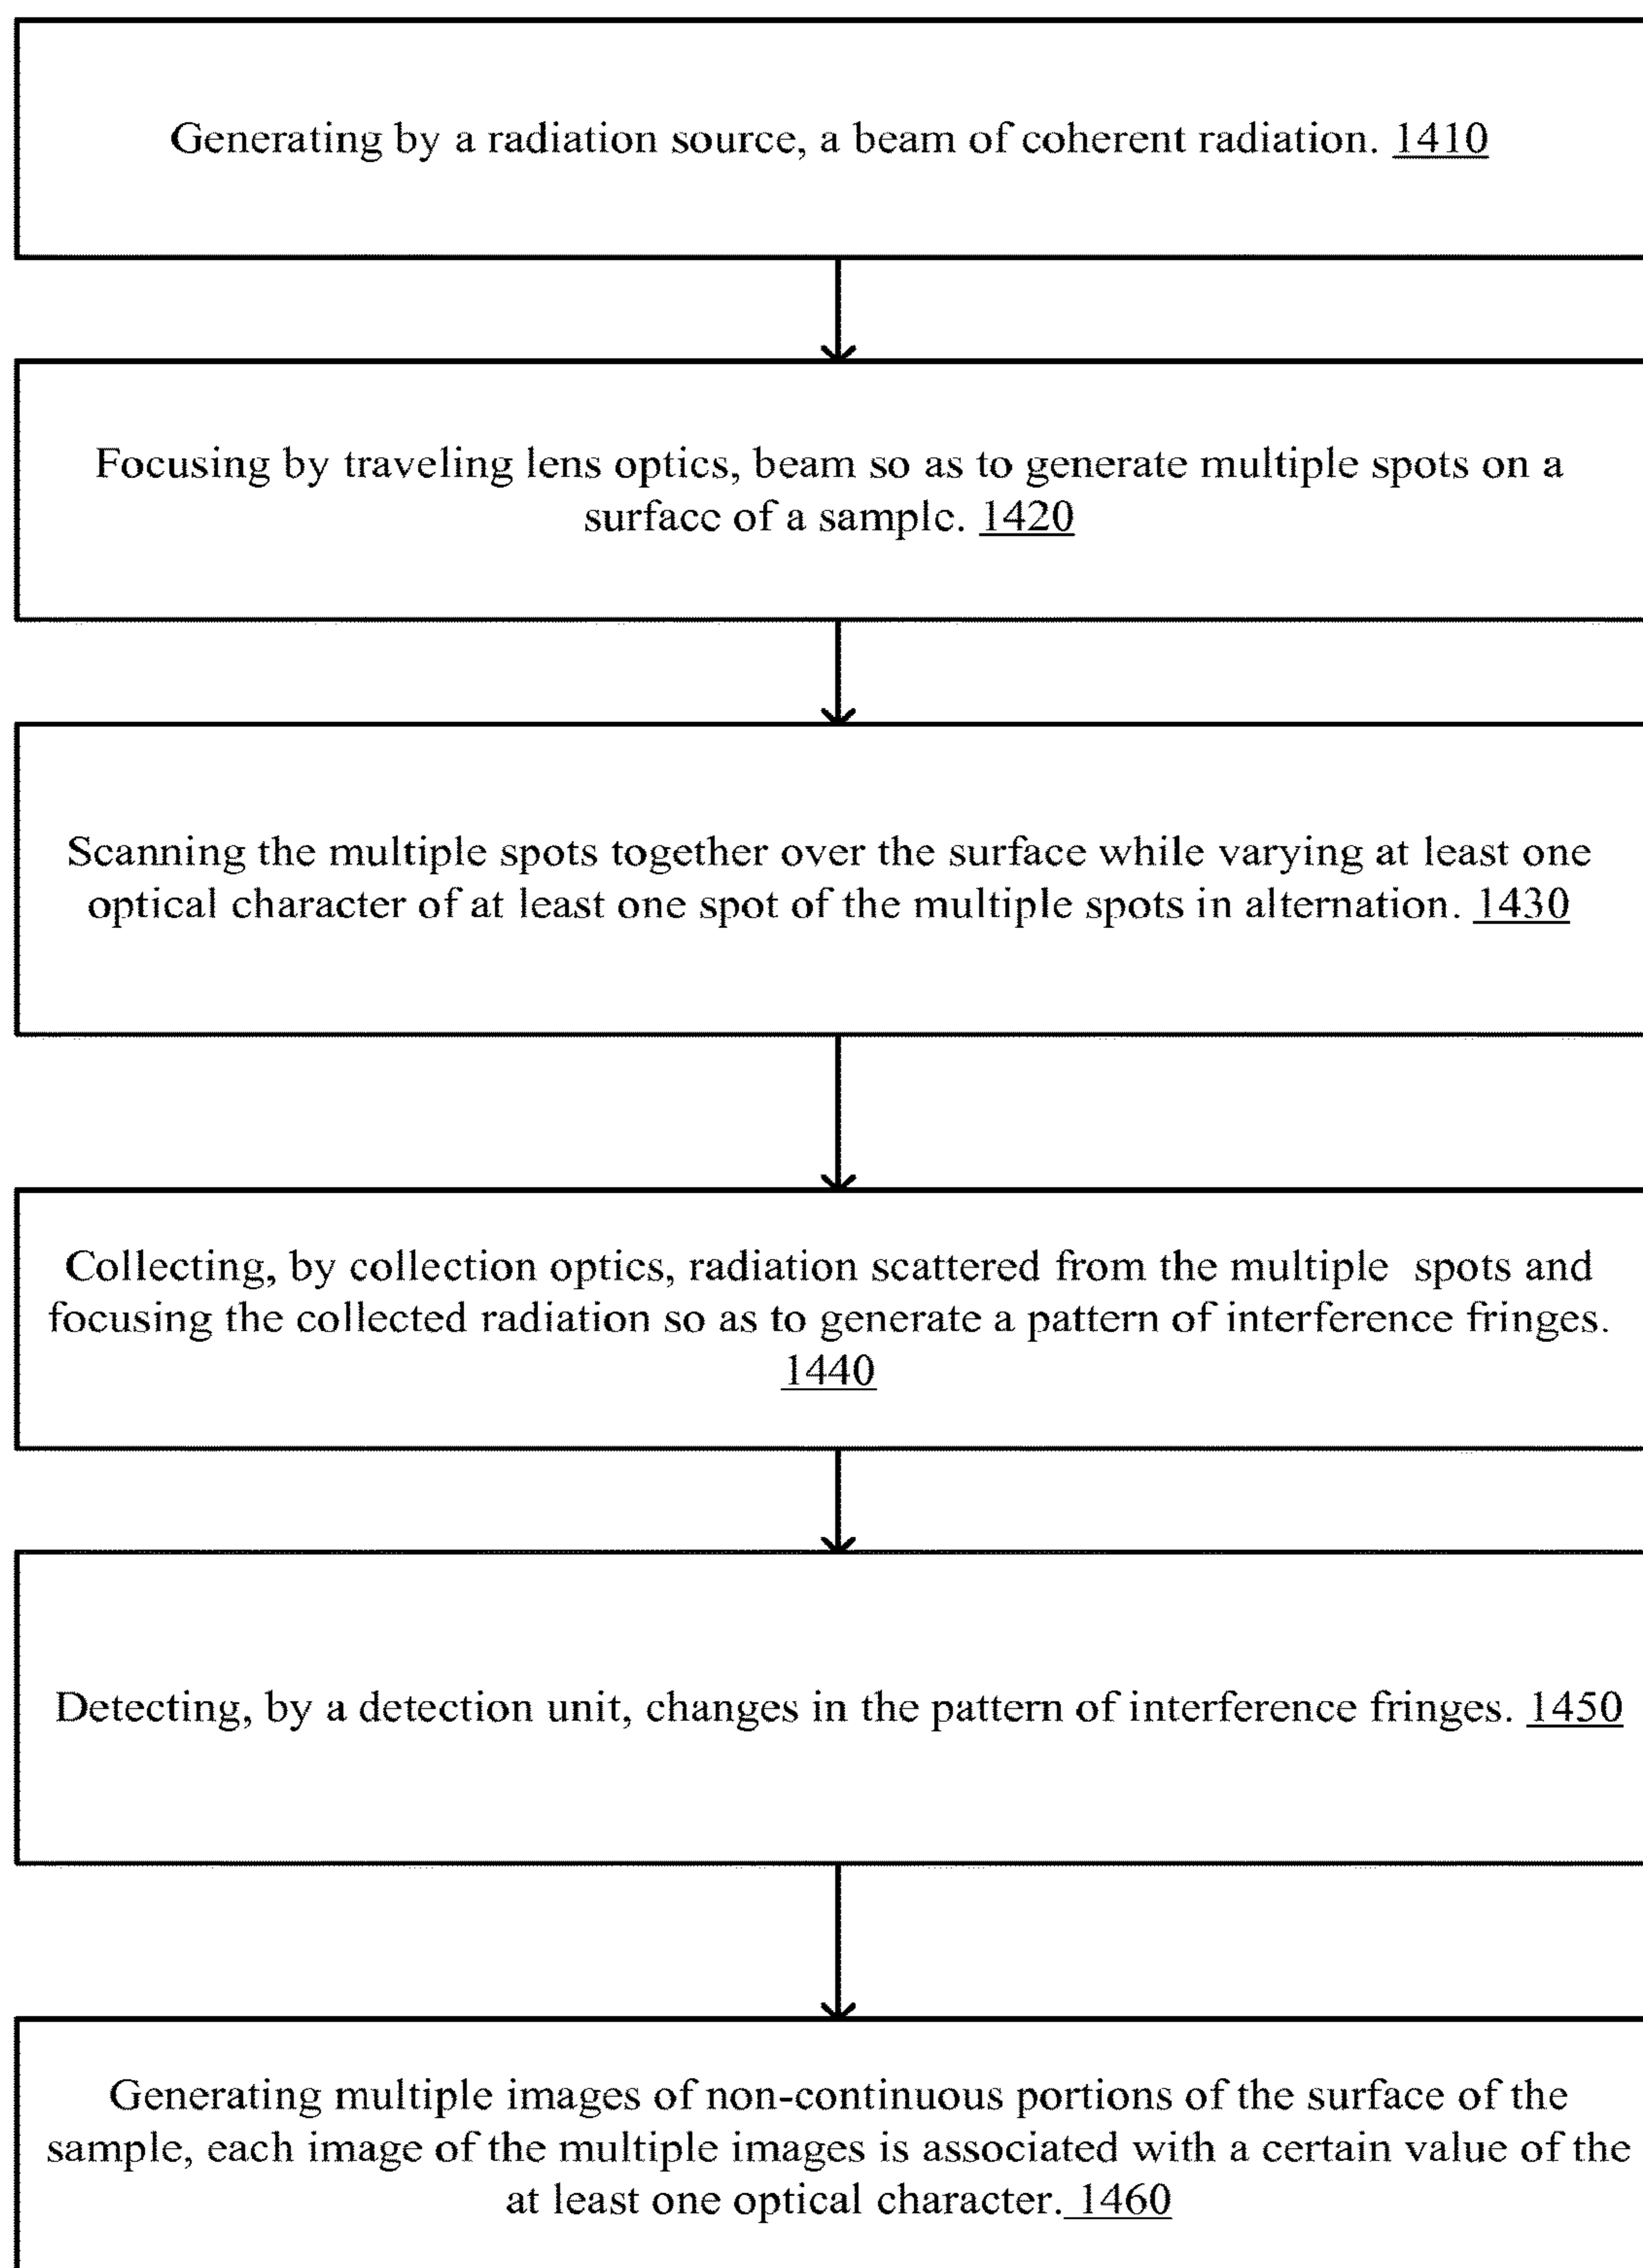 Generating by a radiation source, a beam of coherent radiation. 1410
Focusing by traveling lens optics, beam so as to generate multiple spots on a
surface of a sample. 1420
Scanning the multiple spots together over the surface while varying at least one
optical character of at least one spot of the multiple spots in alternation. 1430
Collecting, by collection optics, radiation scattered from the multiple spots and
focusing the collected radiation so as to generate a pattern of interference fringes.
1440
Detecting, by a detection unit, changes in the pattern of interference fringes. 1450
Generating multiple images of non-continuous portions of the surface of the
sample, each image of the multiple images is associated with a certain value of the
at least one optical character. 1460